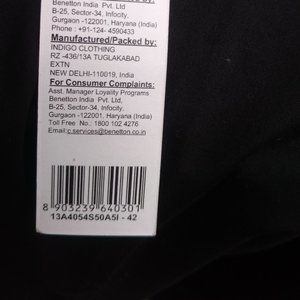 Benetton India Pvt. Ltd
B-25, Sector-34, Infocity,
Gurgaon -122001, Haryana (India)
Phone : +91-124- 4590433
Manufactured/Packed by:
INDIGO CLOTHING
RZ -436/13A TUGLAKABAD
EXTN
NEW DELHI-110019, India
For Consumer Complaints:
Asst. Manager Loyality Programs
Benetton India Pvt. Ltd,
B-25, Sector-34, Infocity,
Gurgaon -122001, Haryana (India)
Toll Free No.: 1800 102 4276
Email:c.services@benetton.co.in
8 903239 640301
13A4054S50A5I - 42